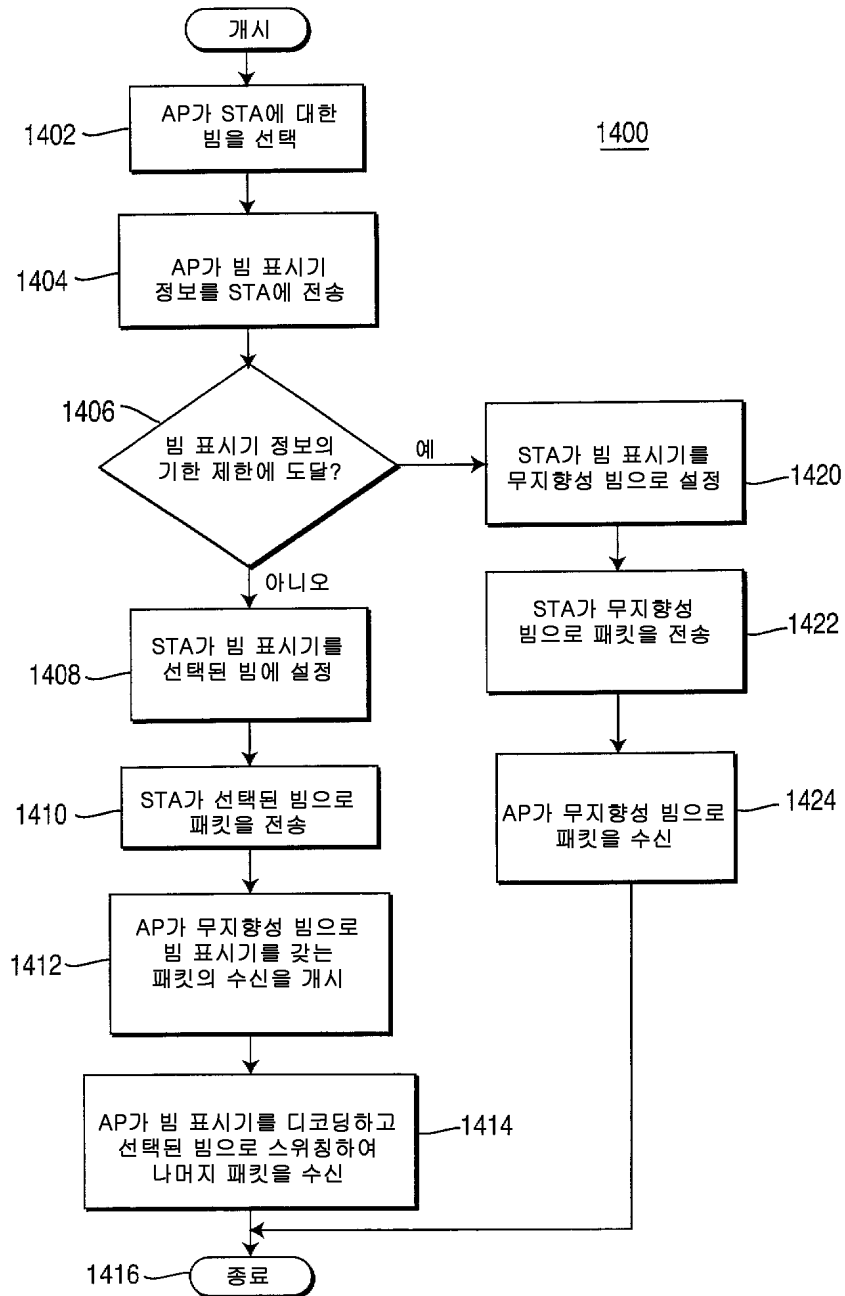 개시
1400
1402
AP가 STA에 대한
빔을 선택
1404
AP가 빔 표시기
정보를 STA에 전송
1406
빔 표시기 정보의
기한 제한에 도달?
예
아니오
STA가 빔 표시기를
무지향성 빔으로 설정
1420
STA가 무지향성
빔으로 패킷을 전송
1422
AP가 무지향성 빔으로
패킷을 수신
1424
1408
STA가 빔 표시기를
선택된 빔에 설정
1410
STA가 선택된 빔으로
패킷을 전송
1412
AP가 무지향성 빔으로
빔 표시기를 갖는
패킷의 수신을 개시
AP가 빔 표시기를 디코딩하고
선택된 빔으로 스위칭하여
나머지 패킷을 수신
1414
1416
종료